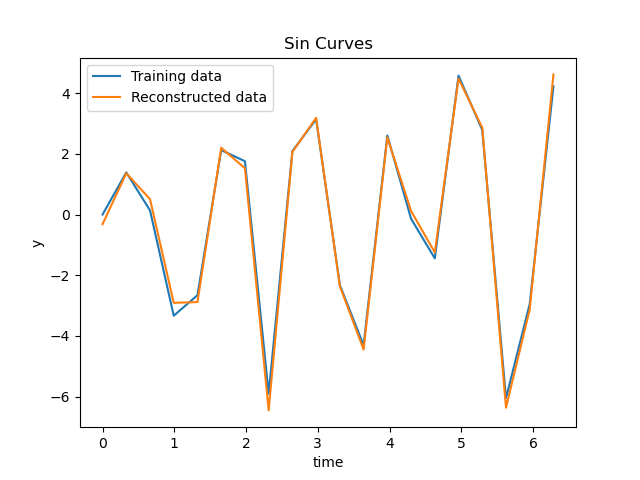 Sin Curves
Training data
Reconstructed data
4
2
0
−2
−4
−6
y
0 1 2 3 4 5 6
time